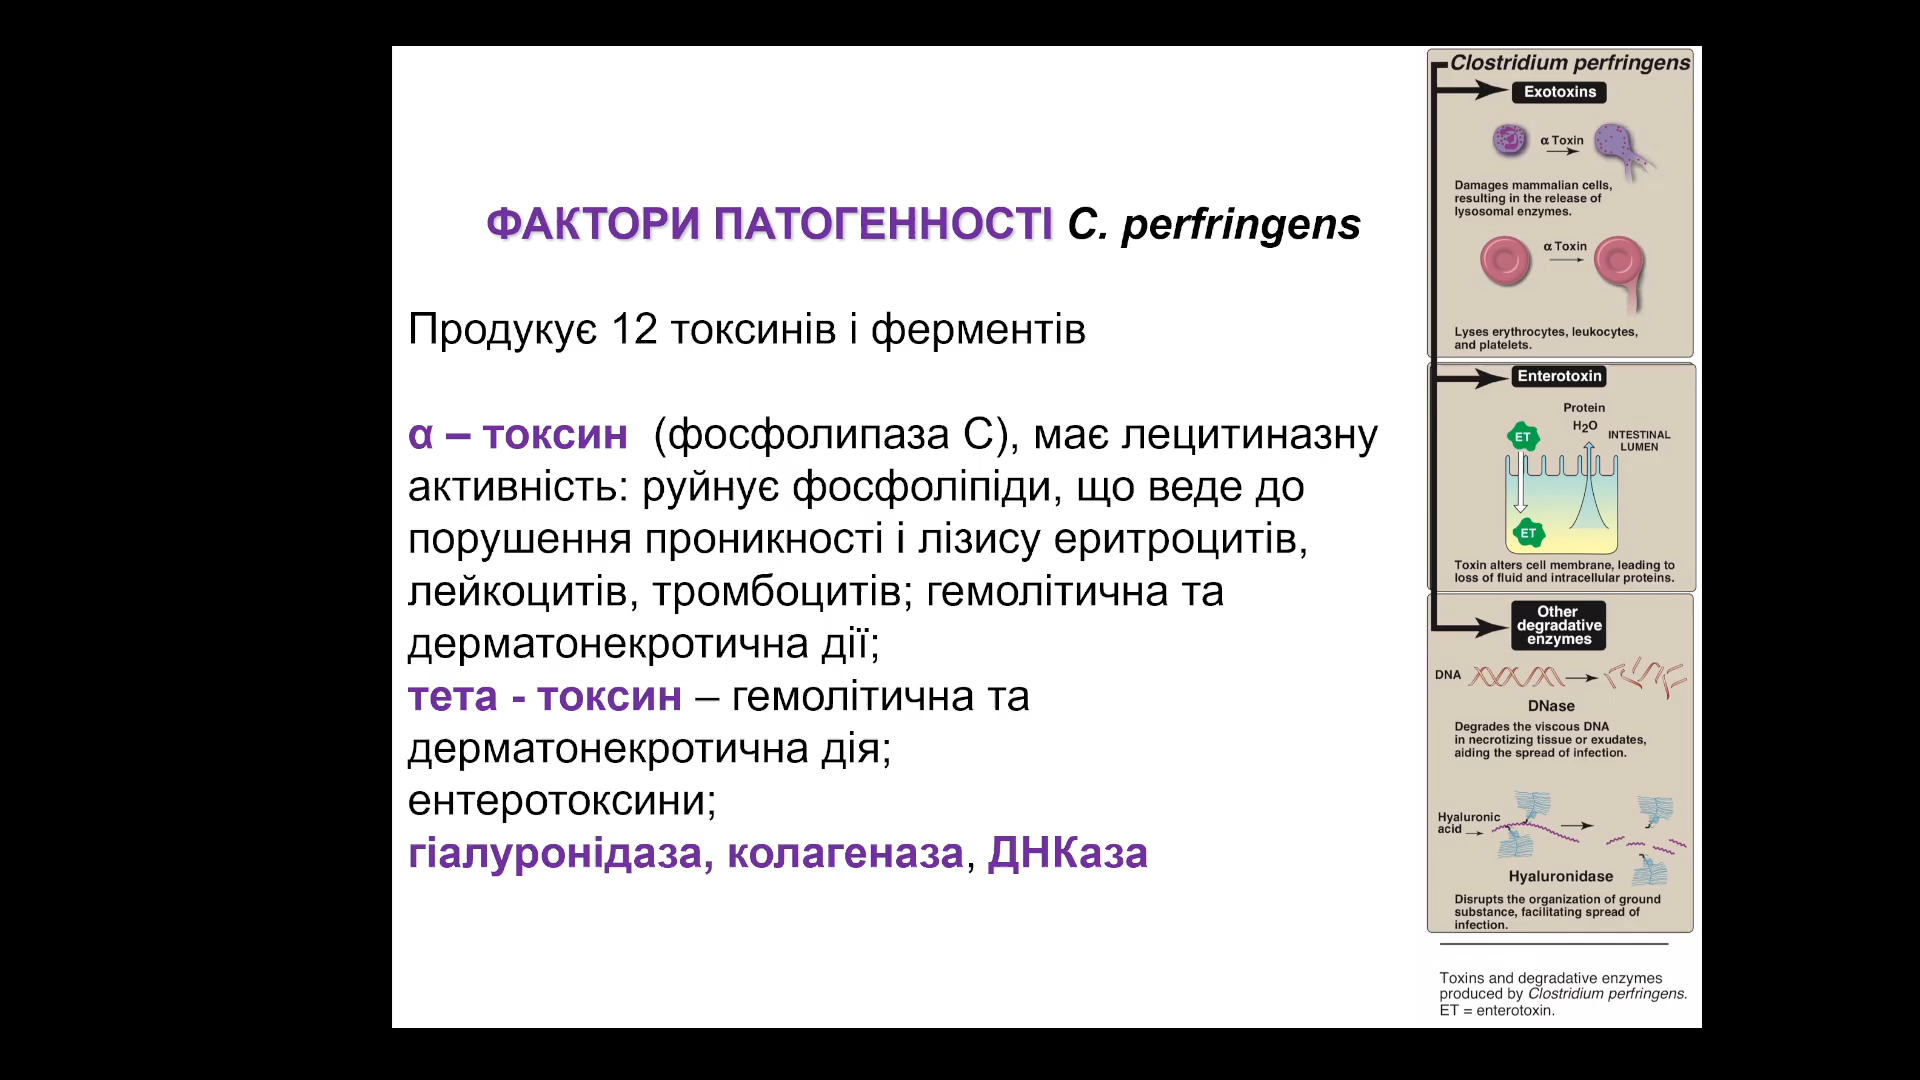 ФАКТОРИ ПАТОГЕННОСТІ C. perfringens
Продукує 12 токсинів і ферментів
α – токсин (фосфолипаза С), має лецитиназну
активність: руйнує фосфоліпіди, що веде до
порушення проникності і лізису еритроцитів,
лейкоцитів, тромбоцитів; гемолітична та
дерматонекротична дії;
тета - токсин – гемолітична та
дерматонекротична дія;
ентеротоксини;
гіалуронідаза, колагеназа, ДНКаза
Clostridium perfringens
Exotoxins
α Toxin
Damages mammalian cells,
resulting in the release of
lysosomal enzymes.
α Toxin
Lyses erythrocytes, leukocytes,
and platelets.
Enterotoxin
Protein
H2O
INTESTINAL
LUMEN
ET
ET
Toxin alters cell membrane, leading to
loss of fluid and intracellular proteins.
Other
degradative
enzymes
DNA
DNase
Degrades the viscous DNA
in necrotizing tissue or exudates,
aiding the spread of infection.
Hyaluronic
acid
Hyaluronidase
Disrupts the organization of ground
substance, facilitating spread of
infection.
Toxins and degradative enzymes
produced by Clostridium perfringens.
ET = enterotoxin.